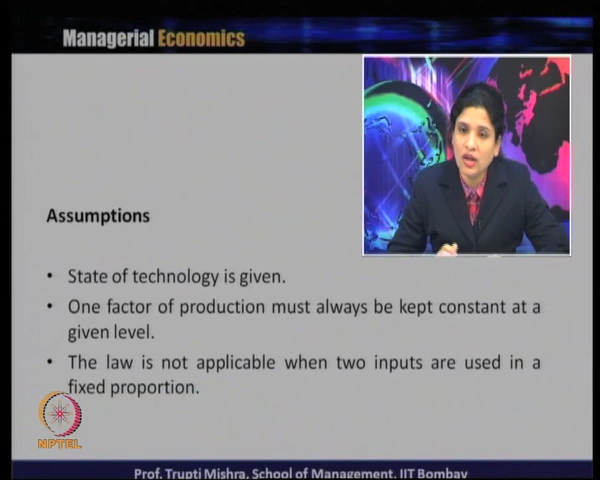 Managerial Economics
Assumptions
• State of technology is given.
• One factor of production must always be kept constant at a
given level.
• The law is not applicable when two inputs are used in a
fixed proportion.
NPTEL
Prof. Trupti Mishra, School of Management, IIT Bombay